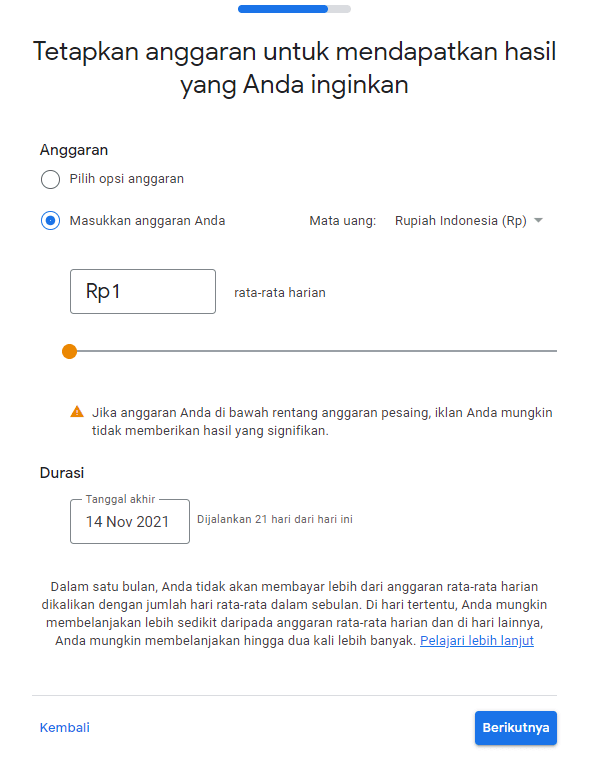 Tetapkan anggaran untuk mendapatkan hasil
yang Anda inginkan
Anggaran
Pilih opsi anggaran
Masukkan anggaran Anda Mata uang: Rupiah Indonesia (Rp)
Rp1 rata-rata harian
Jika anggaran Anda di bawah rentang anggaran pesaing, iklan Anda mungkin
tidak memberikan hasil yang signifikan.
Durasi
Tanggal akhir
14 Nov 2021 Dijalankan 21 hari dari hari ini
Dalam satu bulan, Anda tidak akan membayar lebih dari anggaran rata-rata harian
dikalikan dengan jumlah hari rata-rata dalam sebulan. Di hari tertentu, Anda mungkin
membelanjakan lebih sedikit daripada anggaran rata-rata harian dan di hari lainnya,
Anda mungkin membelanjakan hingga dua kali lebih banyak. Pelajari lebih lanjut
Kembali Berikutnya